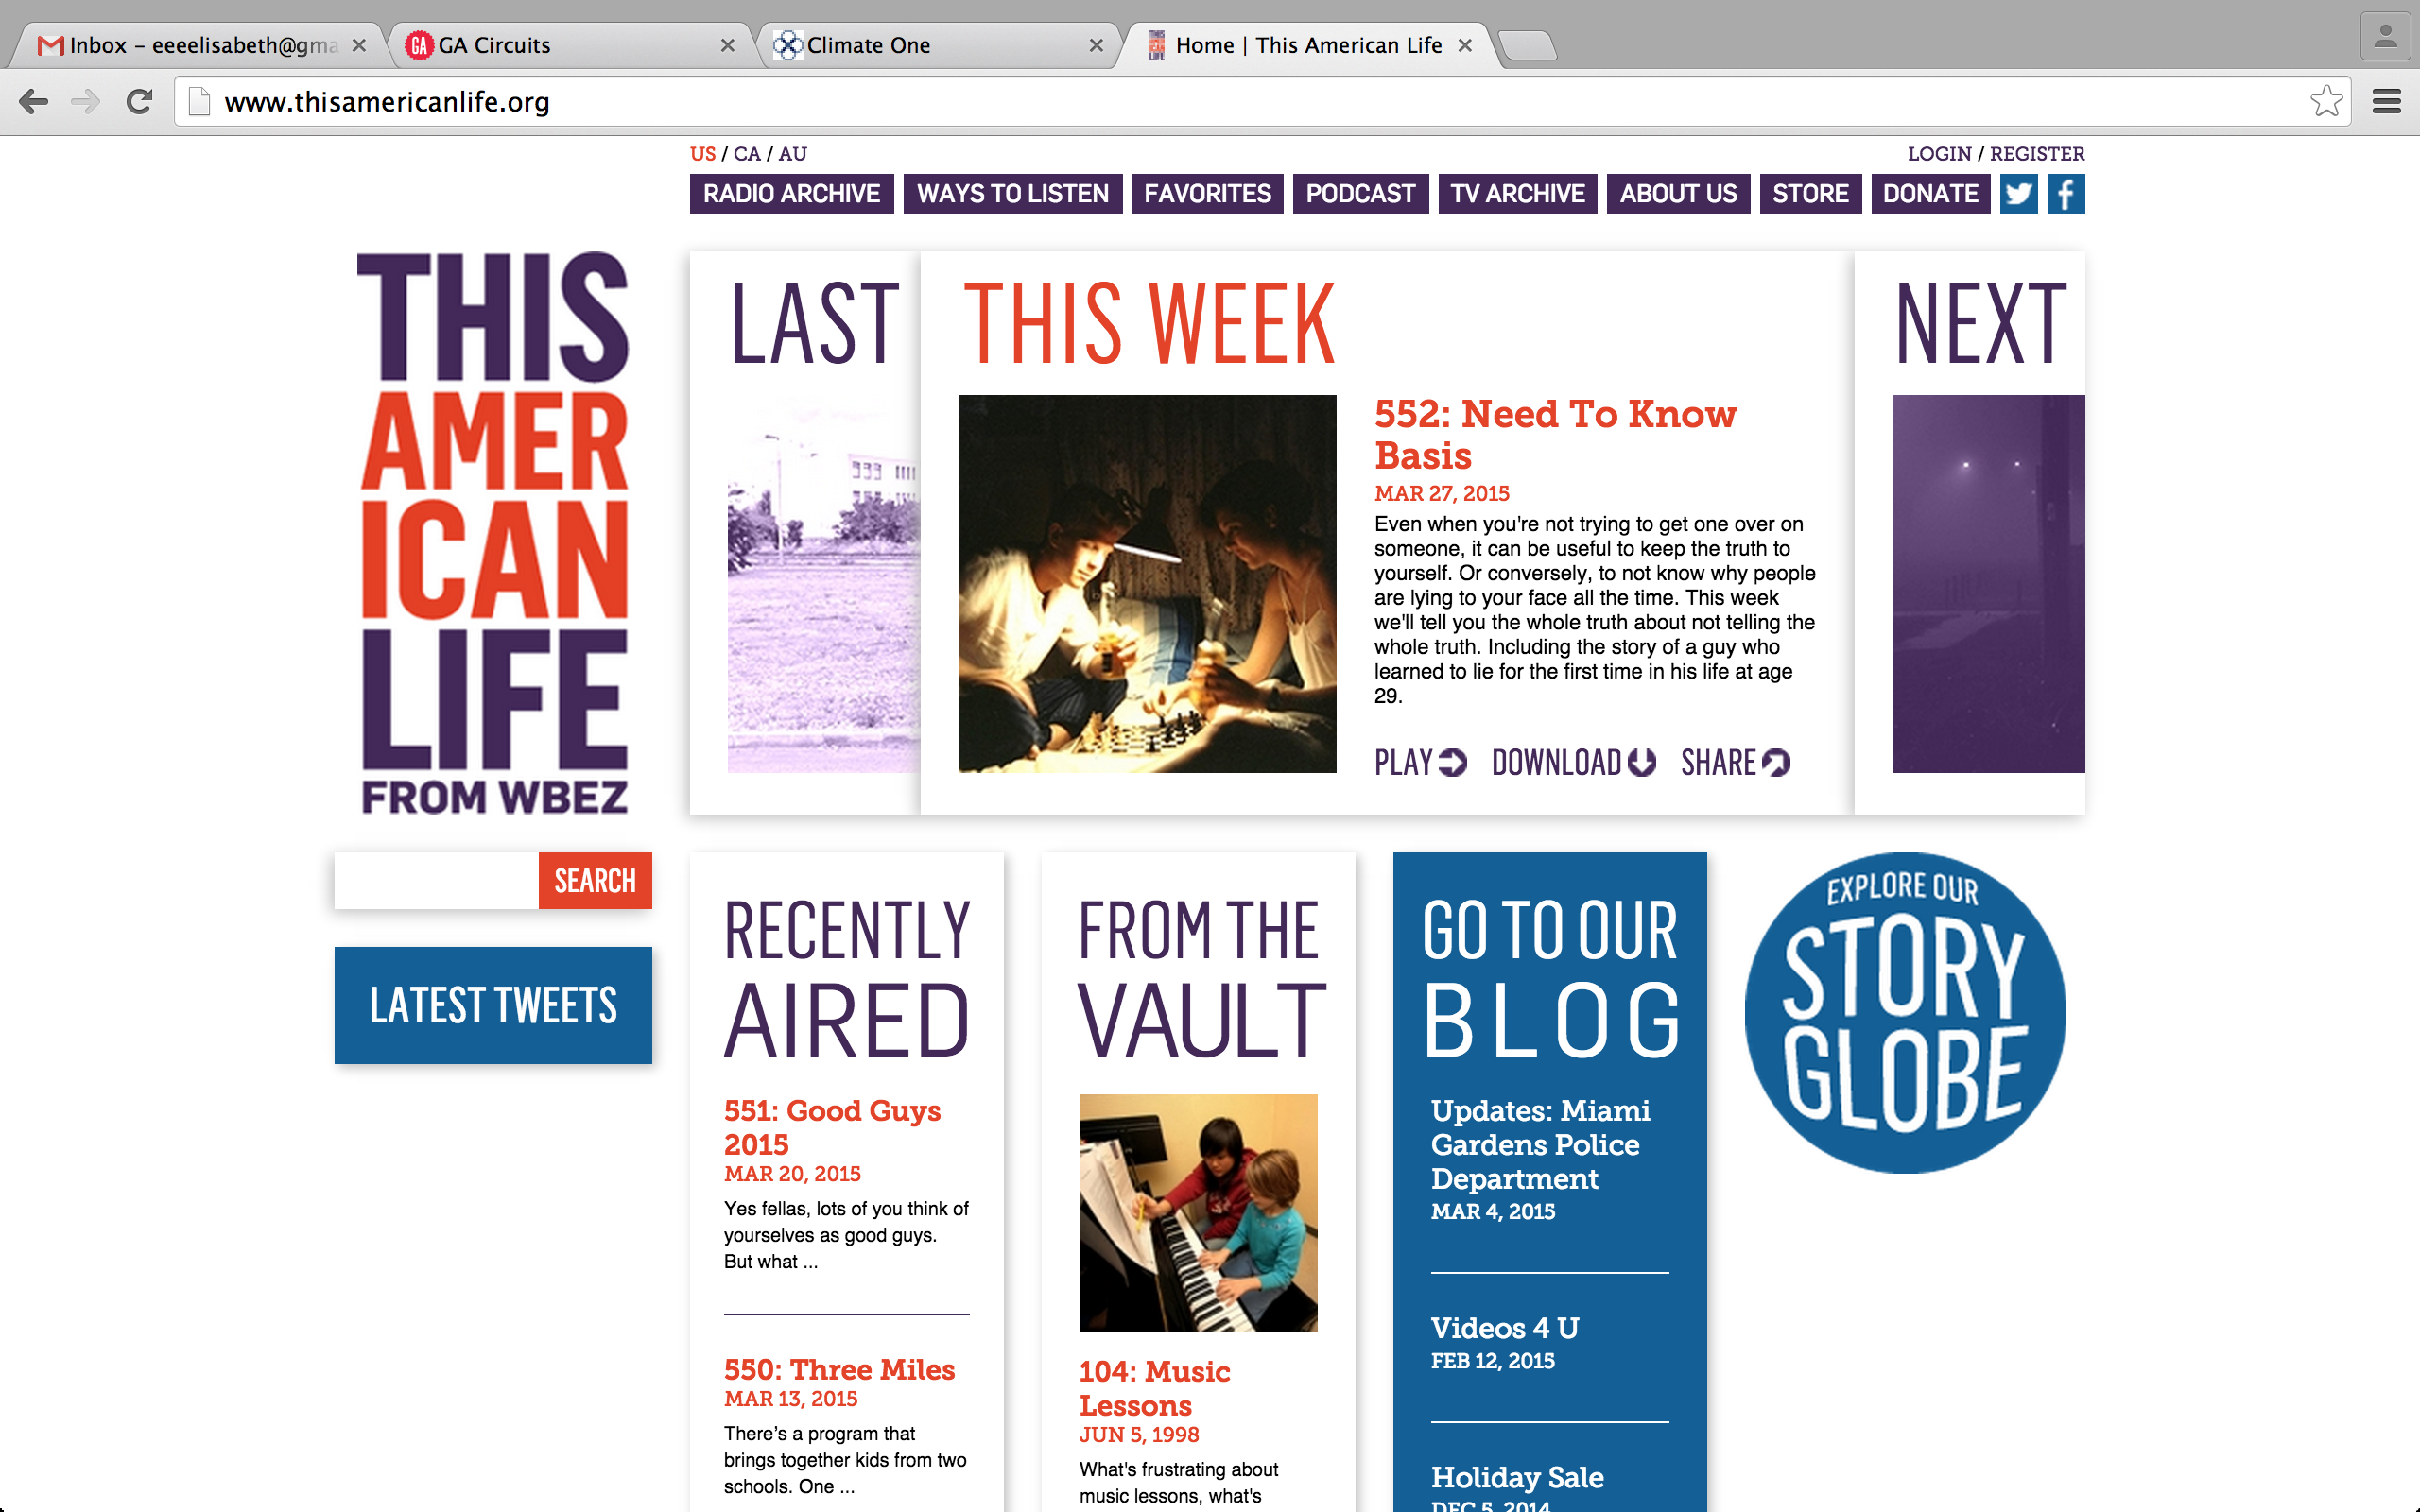 Inbox - eeeelisabeth@gma
GA Circuits
Climate One
Home | This American Life
www.thisamericanlife.org
US / CA / AU
LOGIN / REGISTER
RADIO ARCHIVE
WAYS TO LISTEN
FAVORITES
PODCAST
TV ARCHIVE
ABOUT US
STORE
DONATE
THIS
AMER
ICAN
LIFE
FROM WBEZ
LAST
THIS WEEK
552: Need To Know
Basis
MAR 27, 2015
Even when you're not trying to get one over on
someone, it can be useful to keep the truth to
yourself. Or conversely, to not know why people
are lying to your face all the time. This week
we'll tell you the whole truth about not telling the
whole truth. Including the story of a guy who
learned to lie for the first time in his life at age
29.
PLAY
DOWNLOAD
SHARE
NEXT
SEARCH
LATEST TWEETS
RECENTLY
AIRED
551: Good Guys
2015
MAR 20, 2015
Yes fellas, lots of you think of
yourselves as good guys.
But what ...
550: Three Miles
MAR 13, 2015
There's a program that
brings together kids from two
schools. One ...
FROM THE
VAULT
104: Music
Lessons
JUN 5, 1998
What's frustrating about
music lessons, what's
GO TO OUR
BLOG
Updates: Miami
Gardens Police
Department
MAR 4, 2015
Videos 4 U
FEB 12, 2015
Holiday Sale
DEC 5, 2014
EXPLORE OUR
STORY
GLOBE